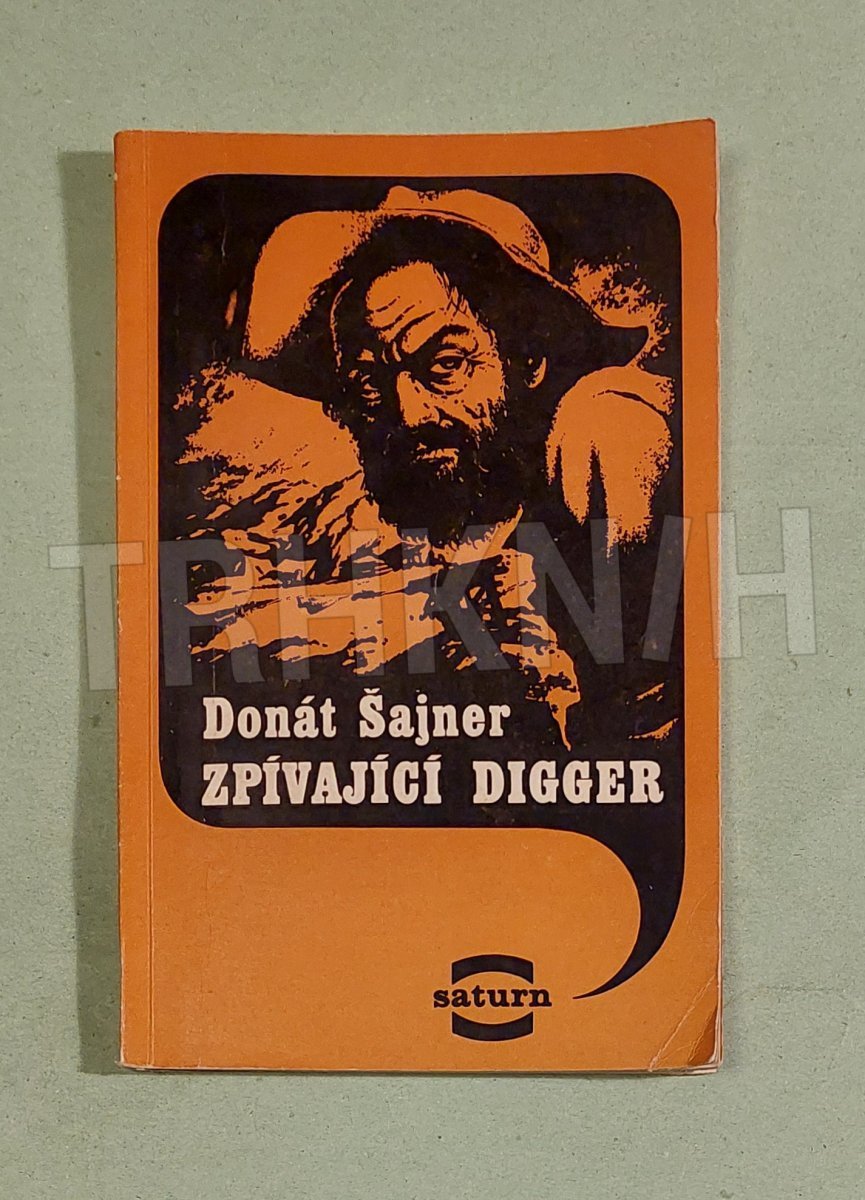 TRHKNIH
Donát Šajner
ZPÍVAJÍCÍ DIGGER
saturn